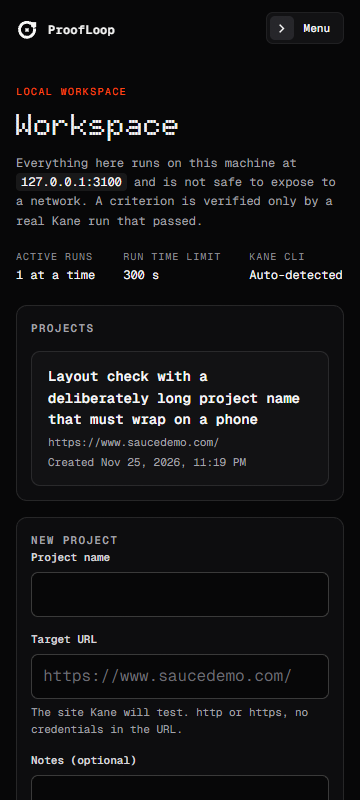 ProofLoop
Menu
LOCAL WORKSPACE
Workspace
Everything here runs on this machine at
127.0.0.1:3100 and is not safe to expose to
a network. A criterion is verified only by a
real Kane run that passed.
ACTIVE RUNS RUN TIME LIMIT KANE CLI
1 at a time 300 s Auto-detected
PROJECTS
Layout check with a
deliberately long project name
that must wrap on a phone
https://www.saucedemo.com/
Created Nov 25, 2026, 11:19 PM
NEW PROJECT
Project name
Target URL
https://www.saucedemo.com/
The site Kane will test. http or https, no
credentials in the URL.
Notes (optional)